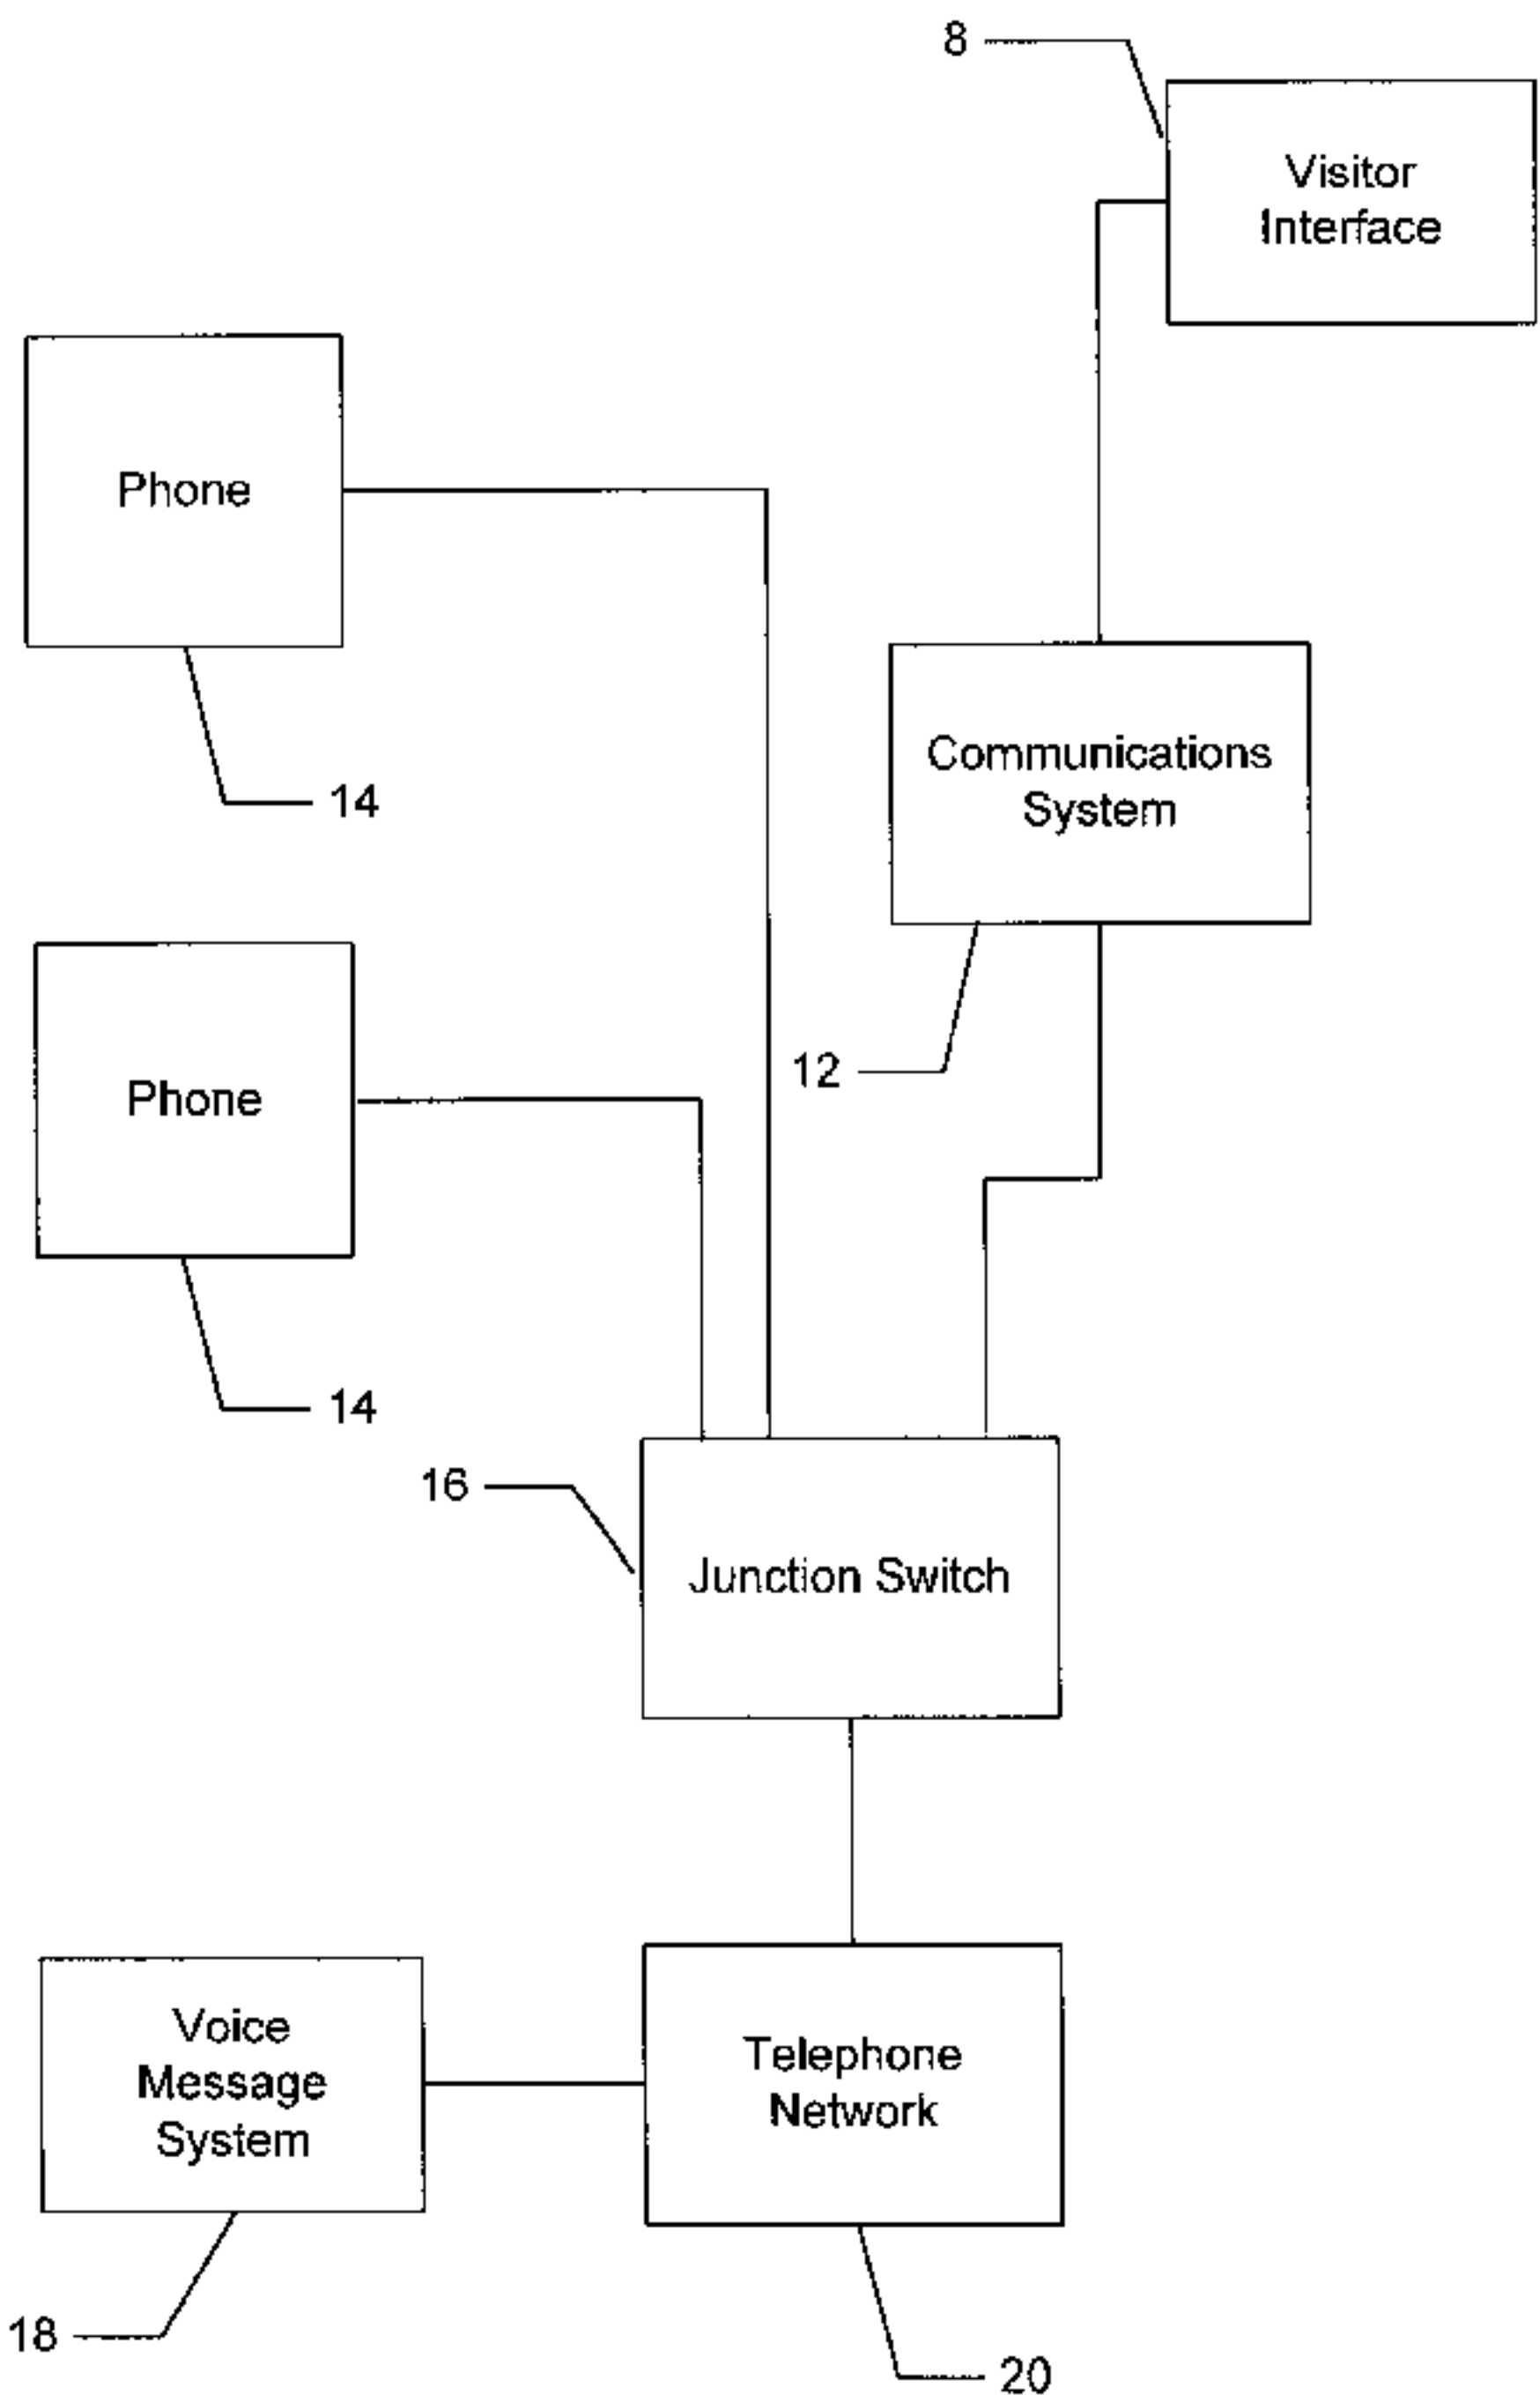 8
Visitor
Interface
Phone
14
Communications
System
12
Phone
14
16
Junction Switch
Voice
Message
System
18
Telephone
Network
20